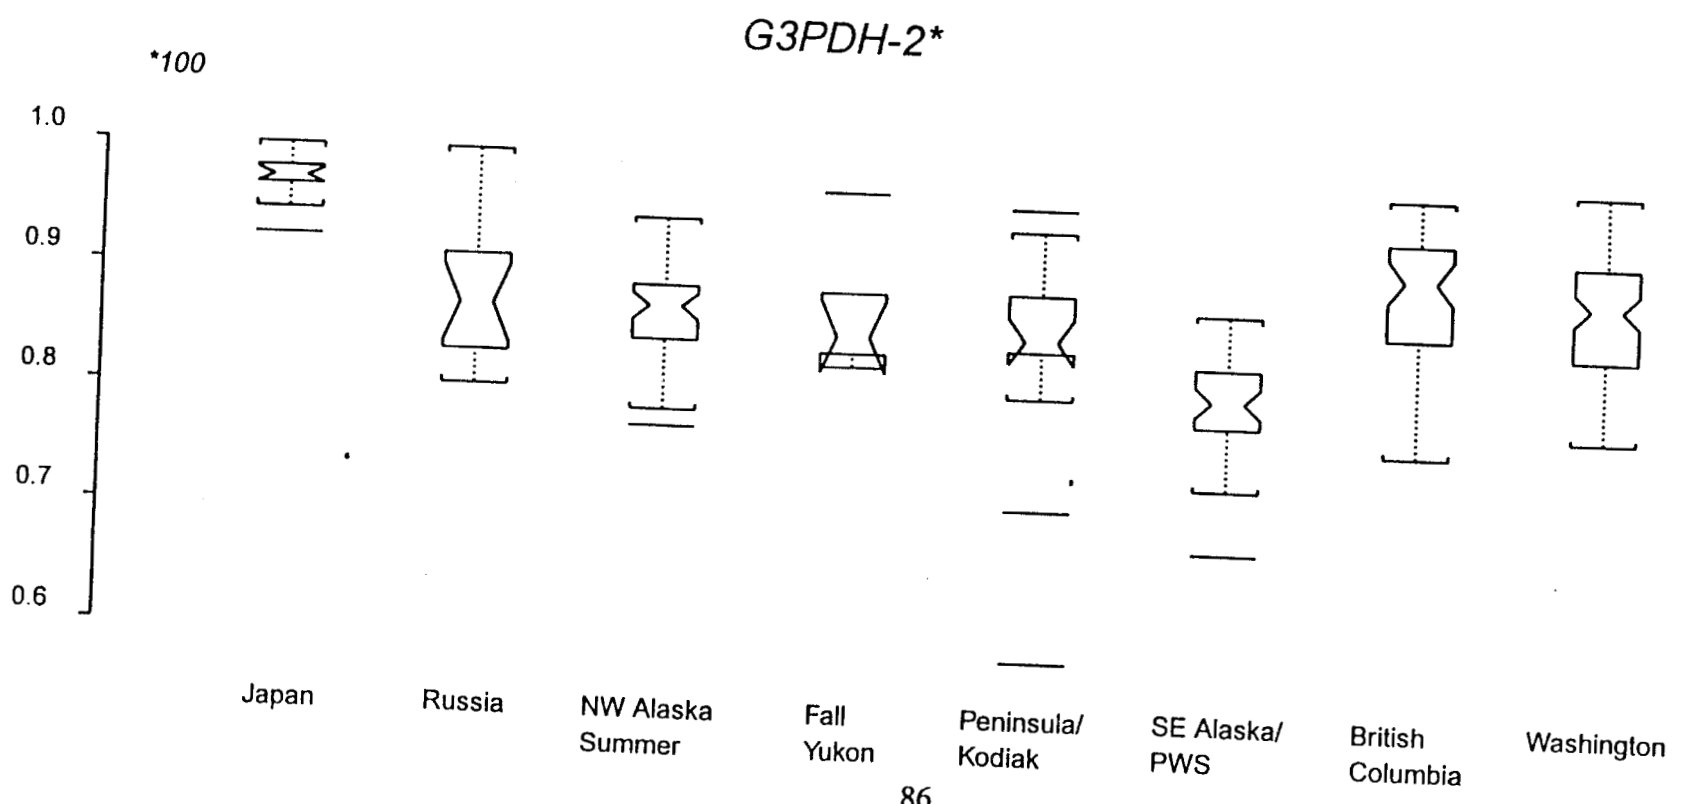 G3PDH-2*
*100
1.0
0.9
0.8
0.7
0.6
Japan
Russia
NW Alaska
Summer
Fall
Yukon
Peninsula/
Kodiak
SE Alaska/
PWS
British
Columbia
Washington
86